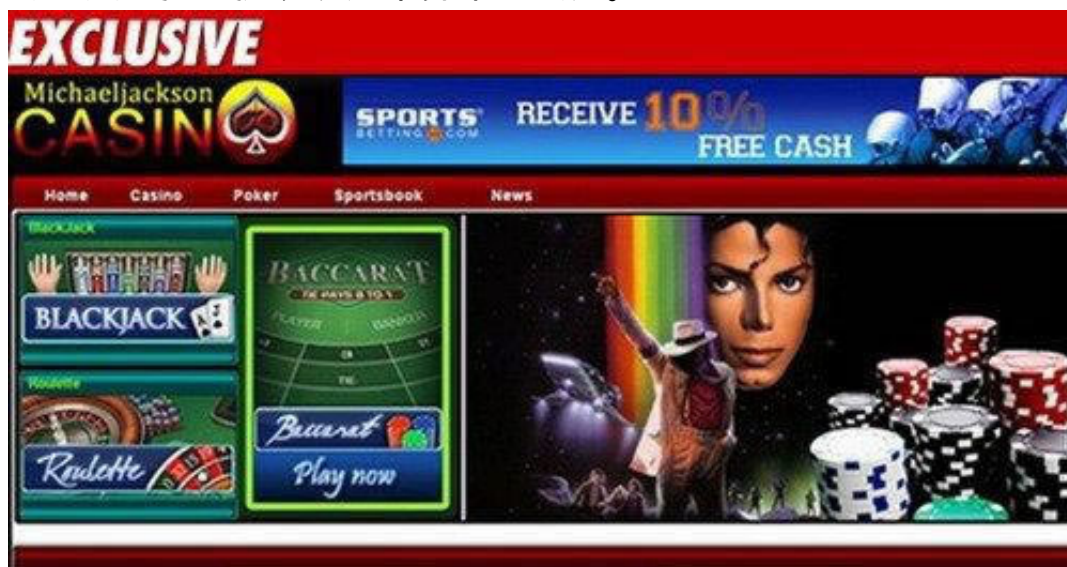 EXCLUSIVE
Michaeljackson
CASINO
SPORTS
BETTING.COM
RECEIVE 10%
FREE CASH
Home Casino Poker Sportsbook News
BlackJack
BLACKJACK
Roulette
Roulette
BACCARAT
TIE PAYS 8 TO 1
PLAYER
TIE
Baccarat
Play now